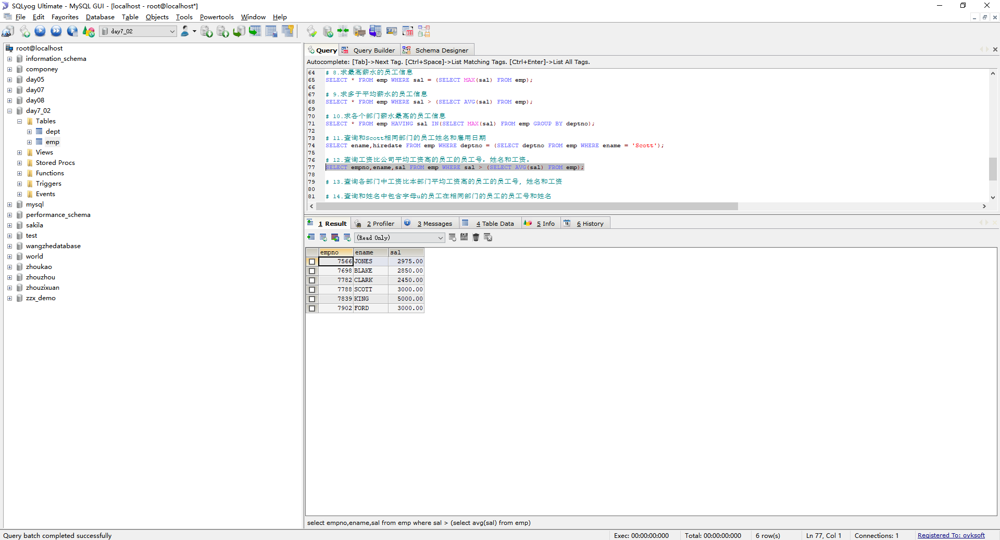 SQLyog Ultimate - MySQL GUI - [localhost - root@localhost*]
File Edit Favorites Database Table Objects Tools Powertools Window Help
day7_02
root@localhost
information_schema
componey
day05
day07
day08
day7_02
Tables
dept
emp
Views
Stored Procs
Functions
Triggers
Events
mysql
performance_schema
sakila
test
wangzhedatabase
world
zhoukao
zhouzhou
zhouzixuan
zzx_demo
Query Query Builder Schema Designer
Autocomplete: [Tab]->Next Tag. [Ctrl+Space]->List Matching Tags. [Ctrl+Enter]->List All Tags.
64 # 8.求最高薪水的员工信息
65 SELECT * FROM emp WHERE sal = (SELECT MAX(sal) FROM emp);
66
67 # 9.求多于平均薪水的员工信息
68 SELECT * FROM emp WHERE sal > (SELECT AVG(sal) FROM emp);
69
70 # 10.求各个部门薪水最高的员工信息
71 SELECT * FROM emp HAVING sal IN(SELECT MAX(sal) FROM emp GROUP BY deptno);
72
73 # 11.查询和Scott相同部门的员工姓名和雇用日期
74 SELECT ename,hiredate FROM emp WHERE deptno = (SELECT deptno FROM emp WHERE ename = 'Scott');
75
76 # 12.查询工资比公司平均工资高的员工的员工号，姓名和工资。
77 SELECT empno,ename,sal FROM emp WHERE sal > (SELECT AVG(sal) FROM emp);
78
79 # 13.查询各部门中工资比本部门平均工资高的员工的员工号, 姓名和工资
80
81 # 14.查询和姓名中包含字母u的员工在相同部门的员工的员工号和姓名
1 Result 2 Profiler 3 Messages 4 Table Data 5 Info 6 History
(Read Only)
empno ename sal
7566 JONES 2975.00
7698 BLAKE 2850.00
7782 CLARK 2450.00
7788 SCOTT 3000.00
7839 KING 5000.00
7902 FORD 3000.00
select empno,ename,sal from emp where sal > (select avg(sal) from emp)
Query batch completed successfully Exec: 00:00:00:000 Total: 00:00:00:000 6 row(s) Ln 77, Col 1 Connections: 1 Registered To: ovksoft